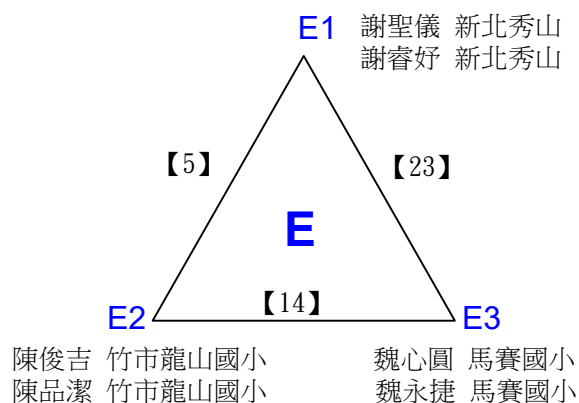 E1 謝聖儀 新北秀山
謝睿妤 新北秀山
【5】 【23】
E
【14】
E2 E3
陳俊吉 竹市龍山國小 魏心圓 馬賽國小
陳品潔 竹市龍山國小 魏永捷 馬賽國小